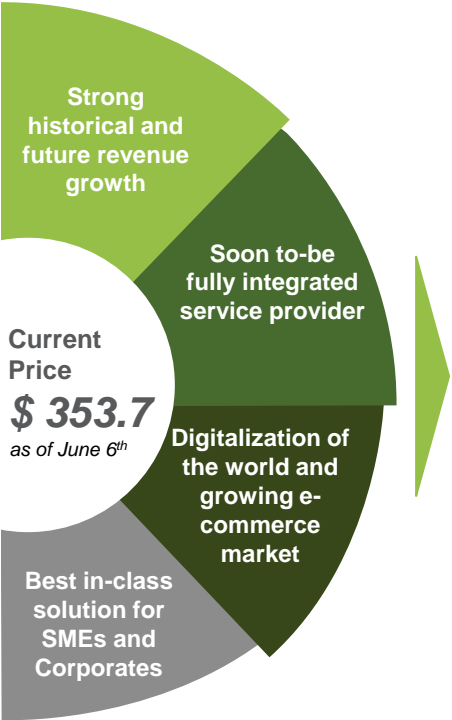 Strong
historical and
future revenue
growth
Soon to-be
fully integrated
service provider
Current
Price
$ 353.7
as of June 6th
Digitalization of
the world and
growing e-
commerce
market
Best in-class
solution for
SMEs and
Corporates